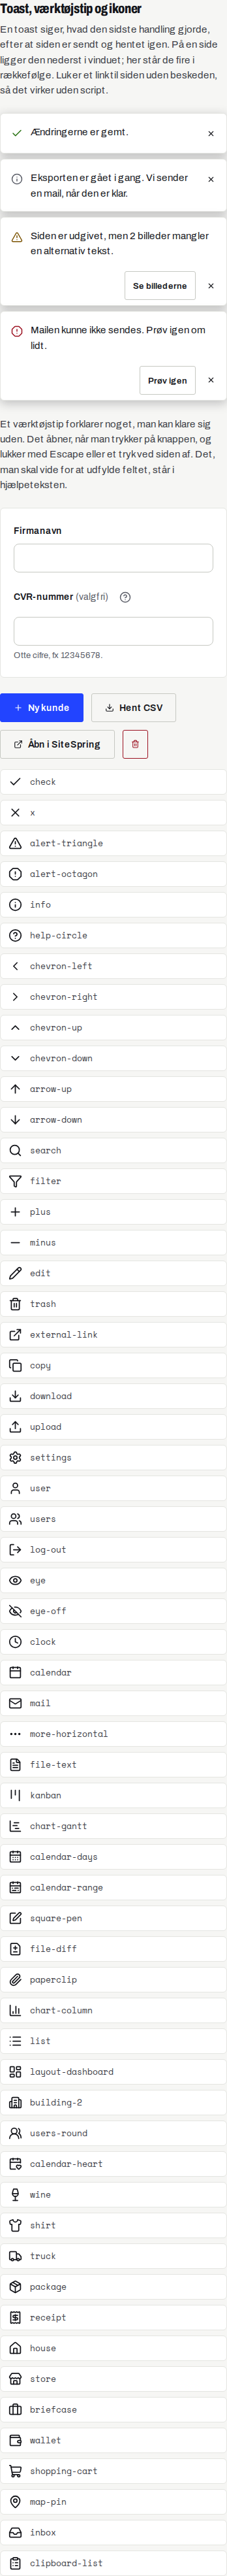 Toast, værktøjstip og ikoner
En toast siger, hvad den sidste handling gjorde,
efter at siden er sendt og hentet igen. På en side
ligger den nederst i vinduet; her står de fire i
rækkefølge. Luker et link til siden uden beskeden,
så det virker uden script.
Ændringerne er gemt.
Eksporten er gået i gang. Vi sender
en mail, når den er klar.
Siden er udgivet, men 2 billeder mangler
en alternativ tekst.
Se billederne
Mailen kunne ikke sendes. Prøv igen om
lidt.
Prøv igen
Et værktøjstip forklarer noget, man kan klare sig
uden. Det åbner, når man trykker på knappen, og
lukker med Escape eller et tryk ved siden af. Det,
man skal vide for at udfylde feltet, står i
hjælpeteksten.
Firmanavn
CVR-nummer (valgfri)
Otte cifre, fx 12345678.
Ny kunde
Hent CSV
Åbn i SiteSpring
check
x
alert-triangle
alert-octagon
info
help-circle
chevron-left
chevron-right
chevron-up
chevron-down
arrow-up
arrow-down
search
filter
plus
minus
edit
trash
external-link
copy
download
upload
settings
user
users
log-out
eye
eye-off
clock
calendar
mail
more-horizontal
file-text
kanban
chart-gantt
calendar-days
calendar-range
square-pen
file-diff
paperclip
chart-column
list
layout-dashboard
building-2
users-round
calendar-heart
wine
shirt
truck
package
receipt
house
store
briefcase
wallet
shopping-cart
map-pin
inbox
clipboard-list